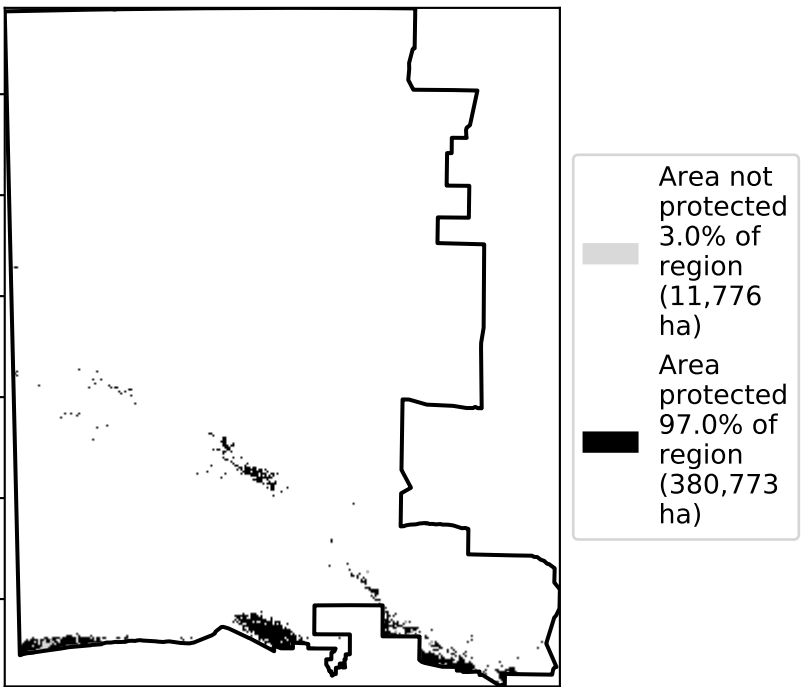 Area not
protected
3.0% of
region
(11,776
ha)
Area
protected
97.0% of
region
(380,773
ha)